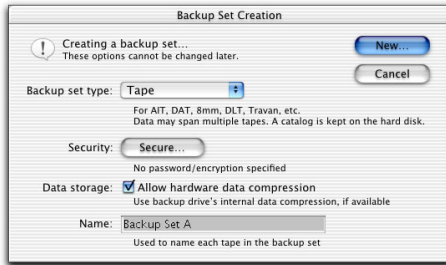 Backup Set Creation
Creating a backup set...
These options cannot be changed later.
New...
Cancel
Backup set type: Tape
For AIT, DAT, 8mm, DLT, Travan, etc.
Data may span multiple tapes. A catalog is kept on the hard disk.
Security: Secure...
No password/encryption specified
Data storage: Allow hardware data compression
Use backup drive's internal data compression, if available
Name: Backup Set A
Used to name each tape in the backup set